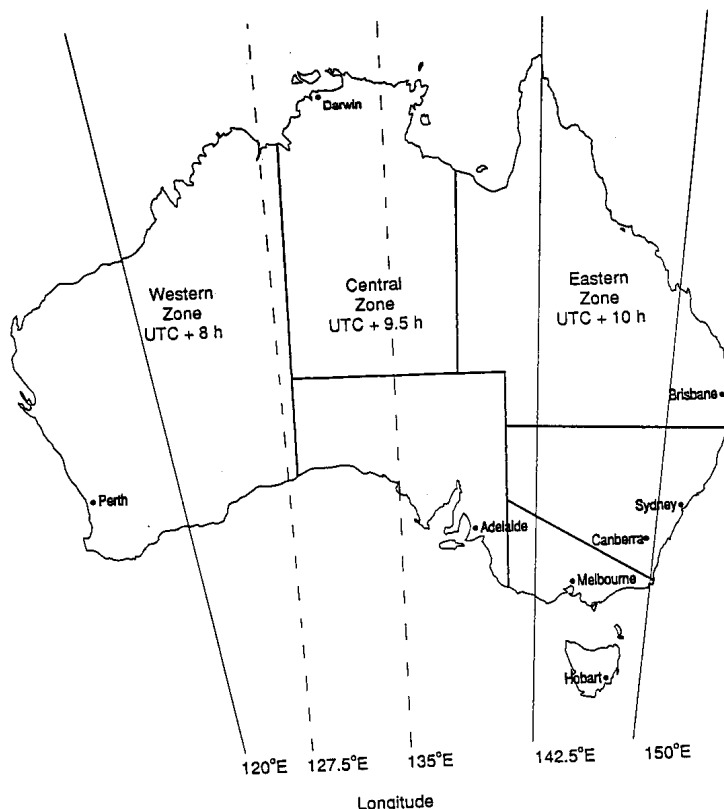 Darwin
Western
Zone
UTC + 8 h
Central
Zone
UTC + 9.5 h
Eastern
Zone
UTC + 10 h
Brisbane
Perth
Adelaide
Sydney
Canberra
Melbourne
Hobart
120°E
127.5°E
135°E
142.5°E
150°E
Longitude